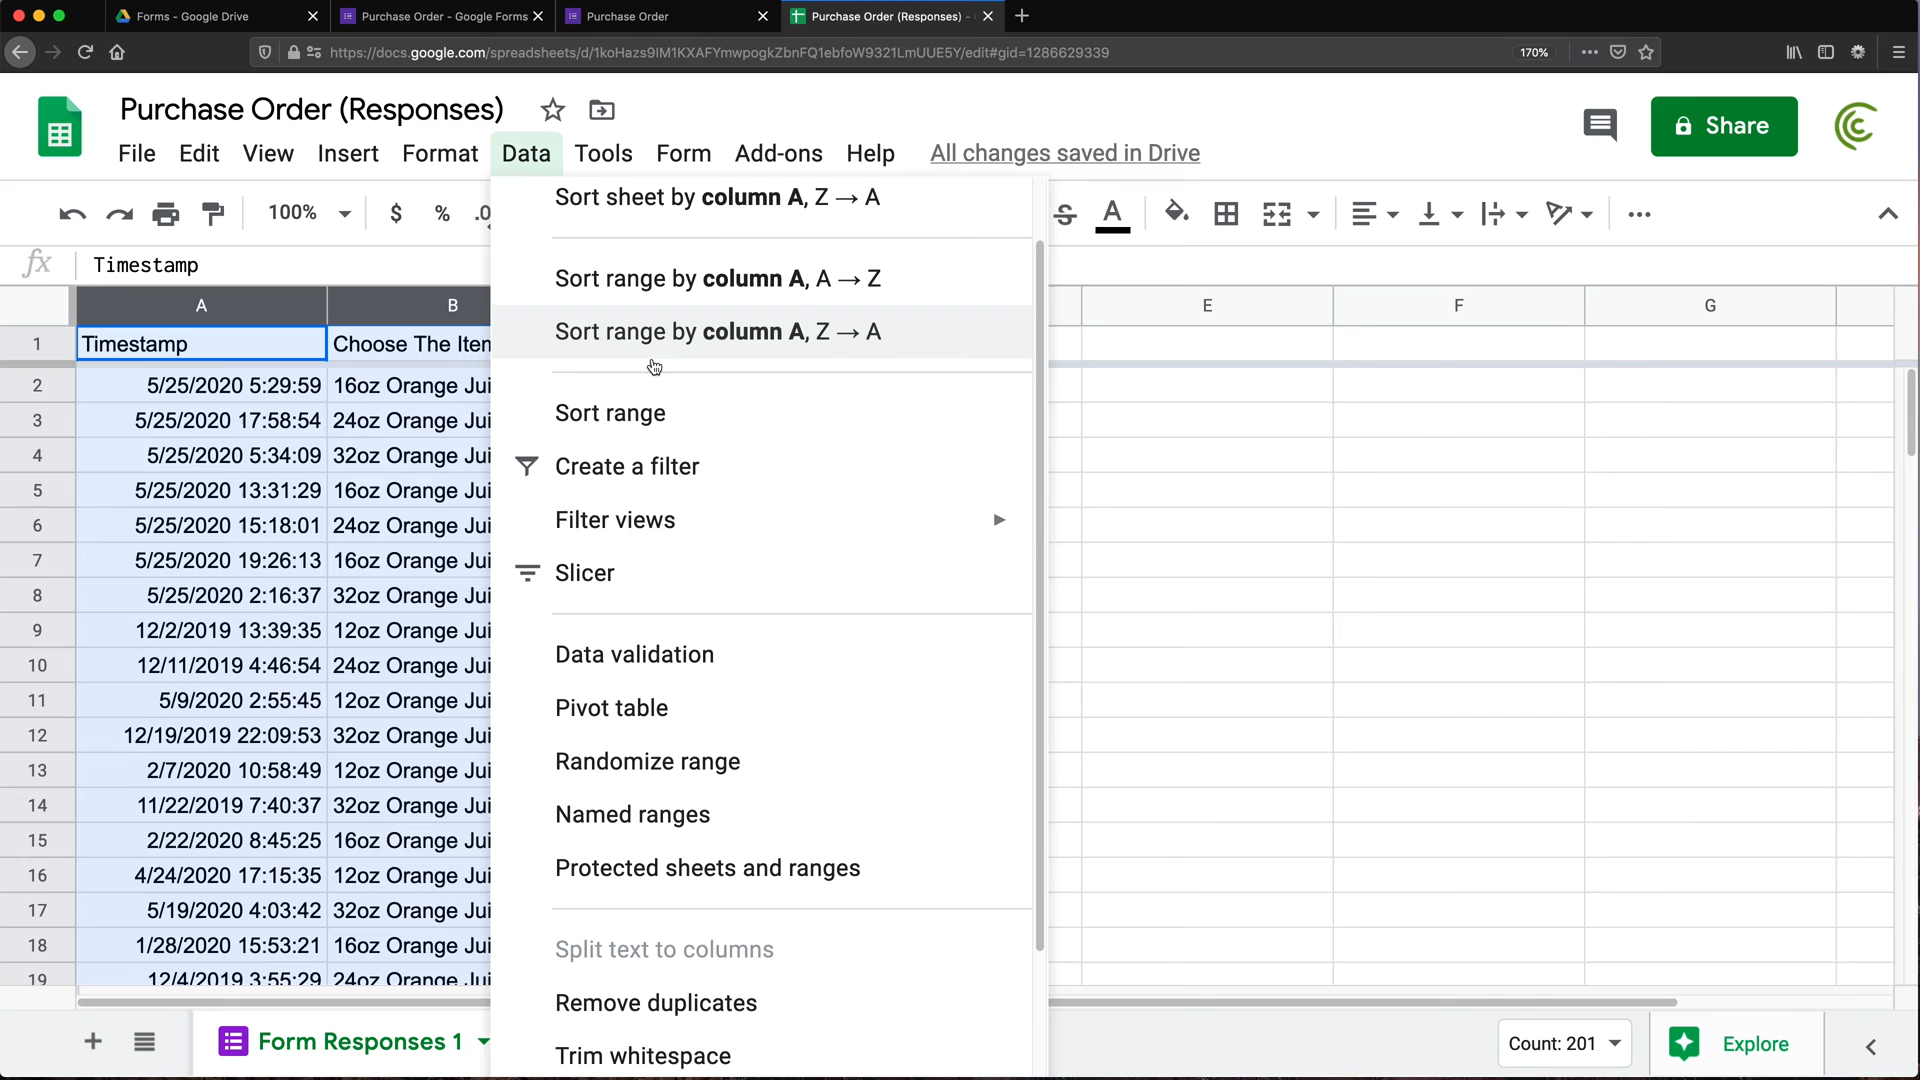 Forms - Google Drive
Purchase Order - Google Forms
Purchase Order
Purchase Order (Responses) -
https://docs.google.com/spreadsheets/d/1koHazs9IM1KXAFYmwpogkZbnFQ1ebfoW9321LmUUE5Y/edit#gid=1286629339
170%
Purchase Order (Responses)
Share
File Edit View Insert Format Data Tools Form Add-ons Help All changes saved in Drive
100% $ % .0
fx Timestamp
A B E F G
1 Timestamp Choose The Item
2 5/25/2020 5:29:59 16oz Orange Jui
3 5/25/2020 17:58:54 24oz Orange Jui
4 5/25/2020 5:34:09 32oz Orange Jui
5 5/25/2020 13:31:29 16oz Orange Jui
6 5/25/2020 15:18:01 24oz Orange Jui
7 5/25/2020 19:26:13 16oz Orange Jui
8 5/25/2020 2:16:37 32oz Orange Jui
9 12/2/2019 13:39:35 12oz Orange Jui
10 12/11/2019 4:46:54 24oz Orange Jui
11 5/9/2020 2:55:45 12oz Orange Jui
12 12/19/2019 22:09:53 32oz Orange Jui
13 2/7/2020 10:58:49 12oz Orange Jui
14 11/22/2019 7:40:37 32oz Orange Jui
15 2/22/2020 8:45:25 16oz Orange Jui
16 4/24/2020 17:15:35 12oz Orange Jui
17 5/19/2020 4:03:42 32oz Orange Jui
18 1/28/2020 15:53:21 16oz Orange Jui
19 12/4/2019 3:55:29 24oz Orange Jui
Sort sheet by column A, Z → A
Sort range by column A, A → Z
Sort range by column A, Z → A
Sort range
Create a filter
Filter views
Slicer
Data validation
Pivot table
Randomize range
Named ranges
Protected sheets and ranges
Split text to columns
Remove duplicates
Trim whitespace
Form Responses 1
Count: 201
Explore